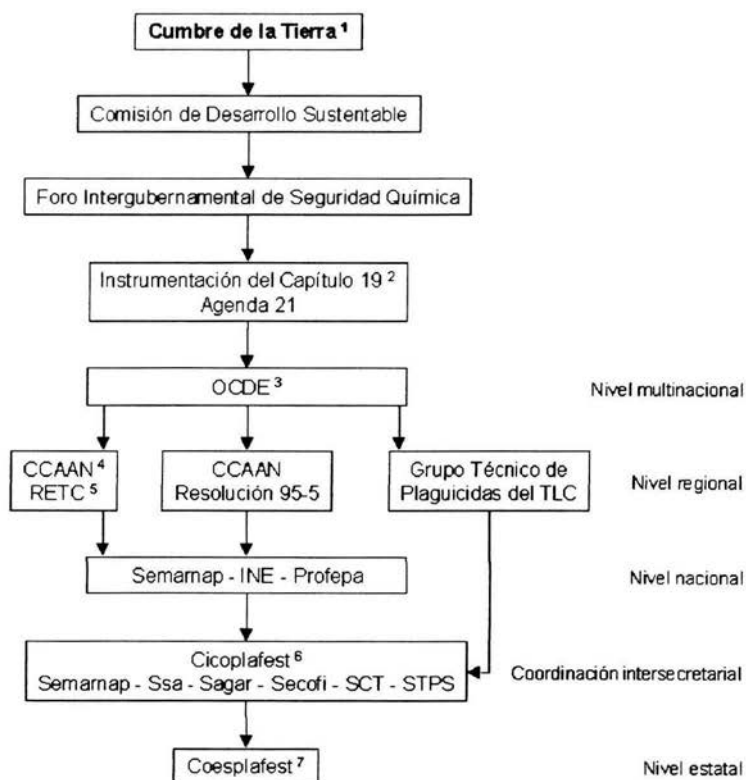 Cumbre de la Tierra ¹
Comisión de Desarrollo Sustentable
Foro Intergubernamental de Seguridad Química
Instrumentación del Capítulo 19 ²
Agenda 21
OCDE ³
Nivel multinacional
CCAAN ⁴
RETC ⁵
CCAAN
Resolución 95-5
Grupo Técnico de
Plaguicidas del TLC
Nivel regional
Semarnap - INE - Profepa
Nivel nacional
Cicoplafest ⁶
Semarnap - Ssa - Sagar - Secofi - SCT - STPS
Coordinación intersecretarial
Coesplafest ⁷
Nivel estatal